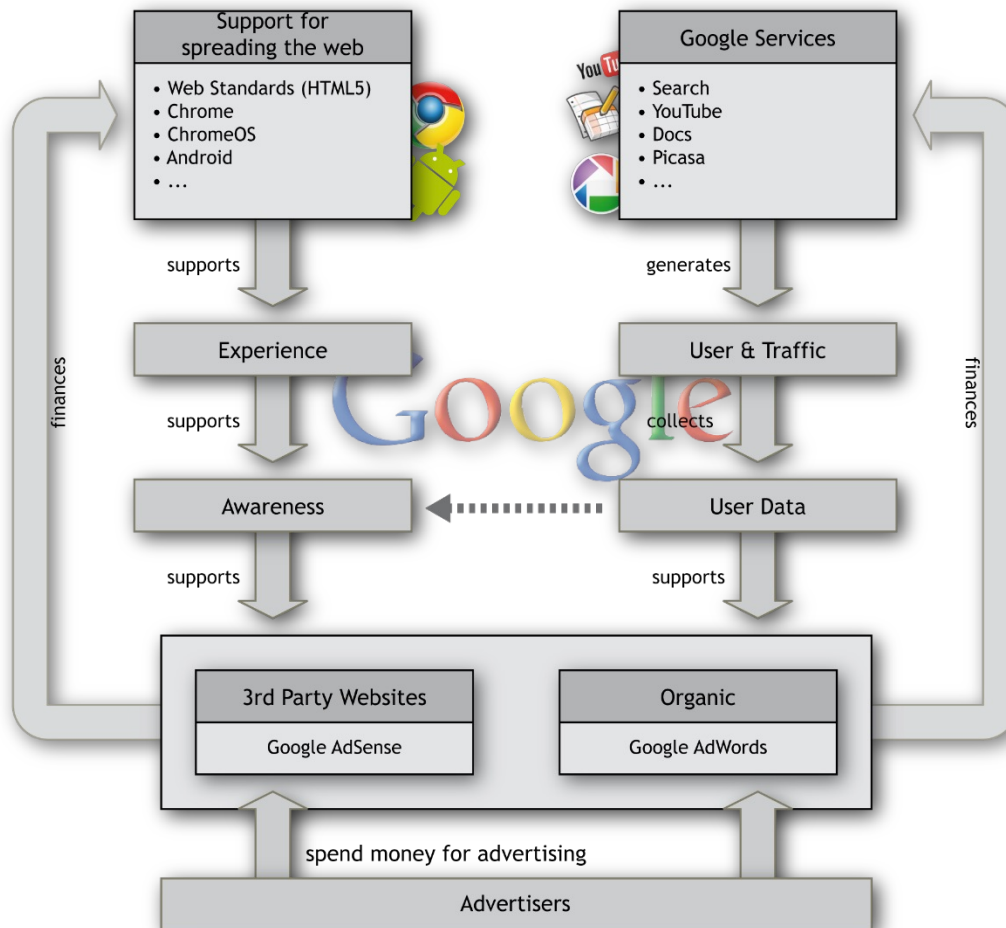 Support for
spreading the web
• Web Standards (HTML5)
• Chrome
• ChromeOS
• Android
• ...
Google Services
YouTu
• Search
• YouTube
• Docs
• Picasa
• ...
supports
generates
Experience
User & Traffic
finances
finances
Google
supports
collects
Awareness
User Data
supports
supports
3rd Party Websites
Google AdSense
Organic
Google AdWords
spend money for advertising
Advertisers